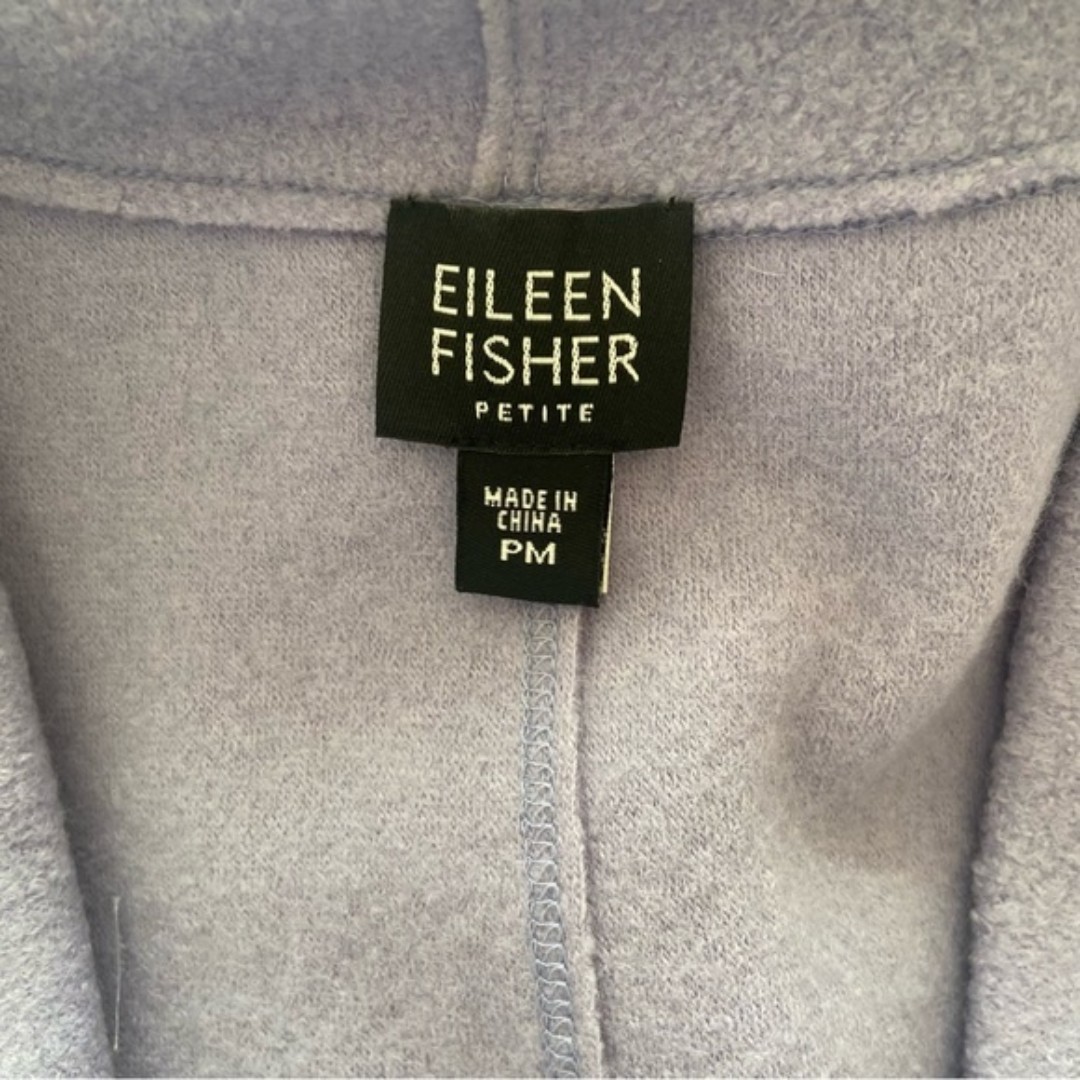 EILEEN
FISHER
PETITE
MADE IN
CHINA
PM